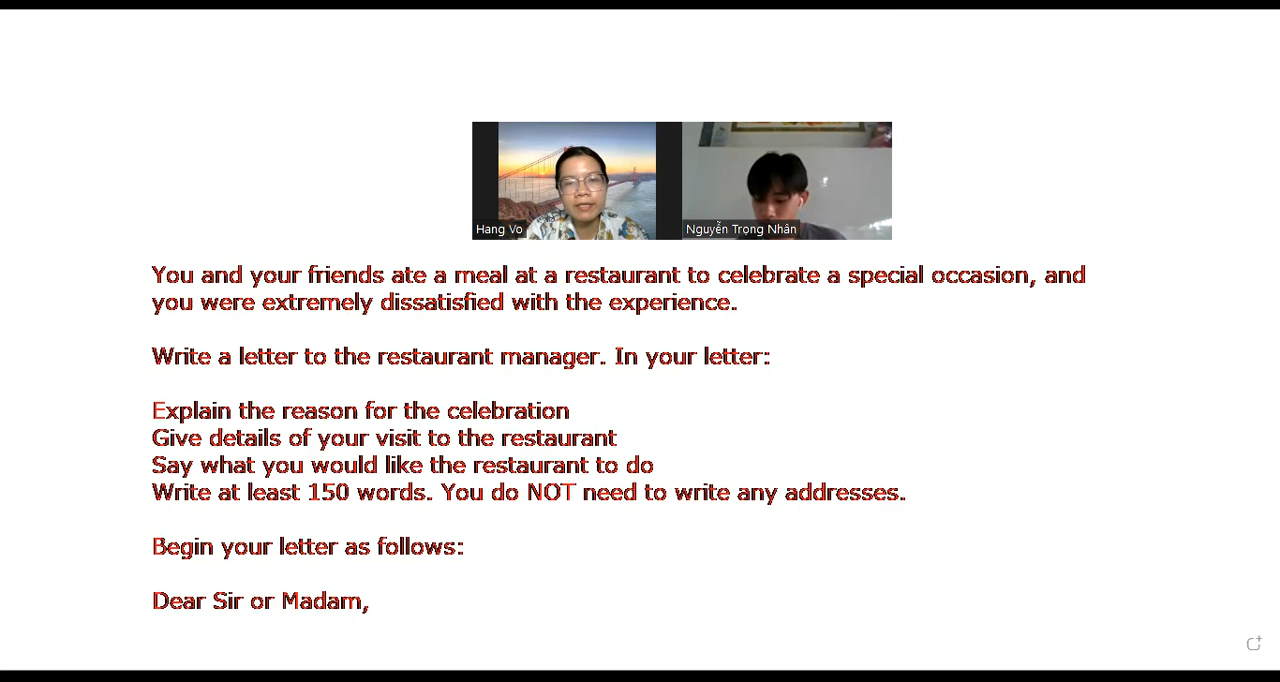 Hang Vo
Nguyễn Trọng Nhân
You and your friends ate a meal at a restaurant to celebrate a special occasion, and
you were extremely dissatisfied with the experience.
Write a letter to the restaurant manager. In your letter:
Explain the reason for the celebration
Give details of your visit to the restaurant
Say what you would like the restaurant to do
Write at least 150 words. You do NOT need to write any addresses.
Begin your letter as follows:
Dear Sir or Madam,